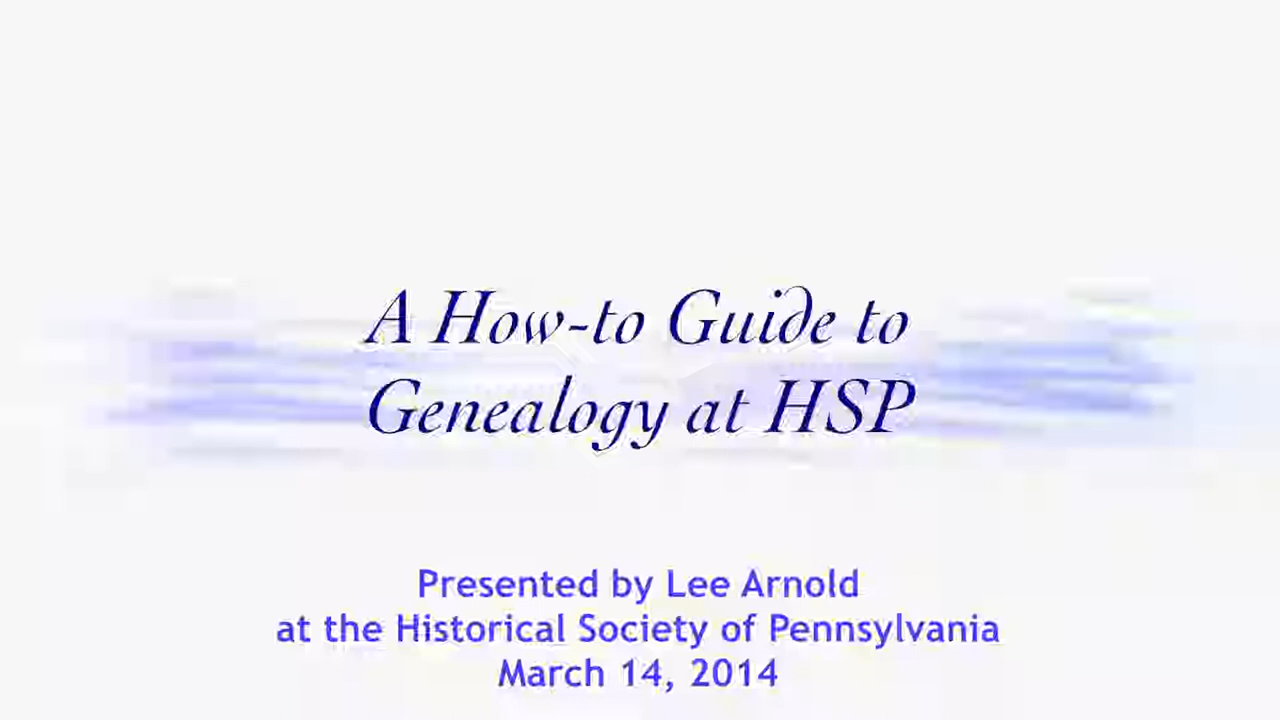 A How-to Guide to
Genealogy at HSP
Presented by Lee Arnold
at the Historical Society of Pennsylvania
March 14, 2014